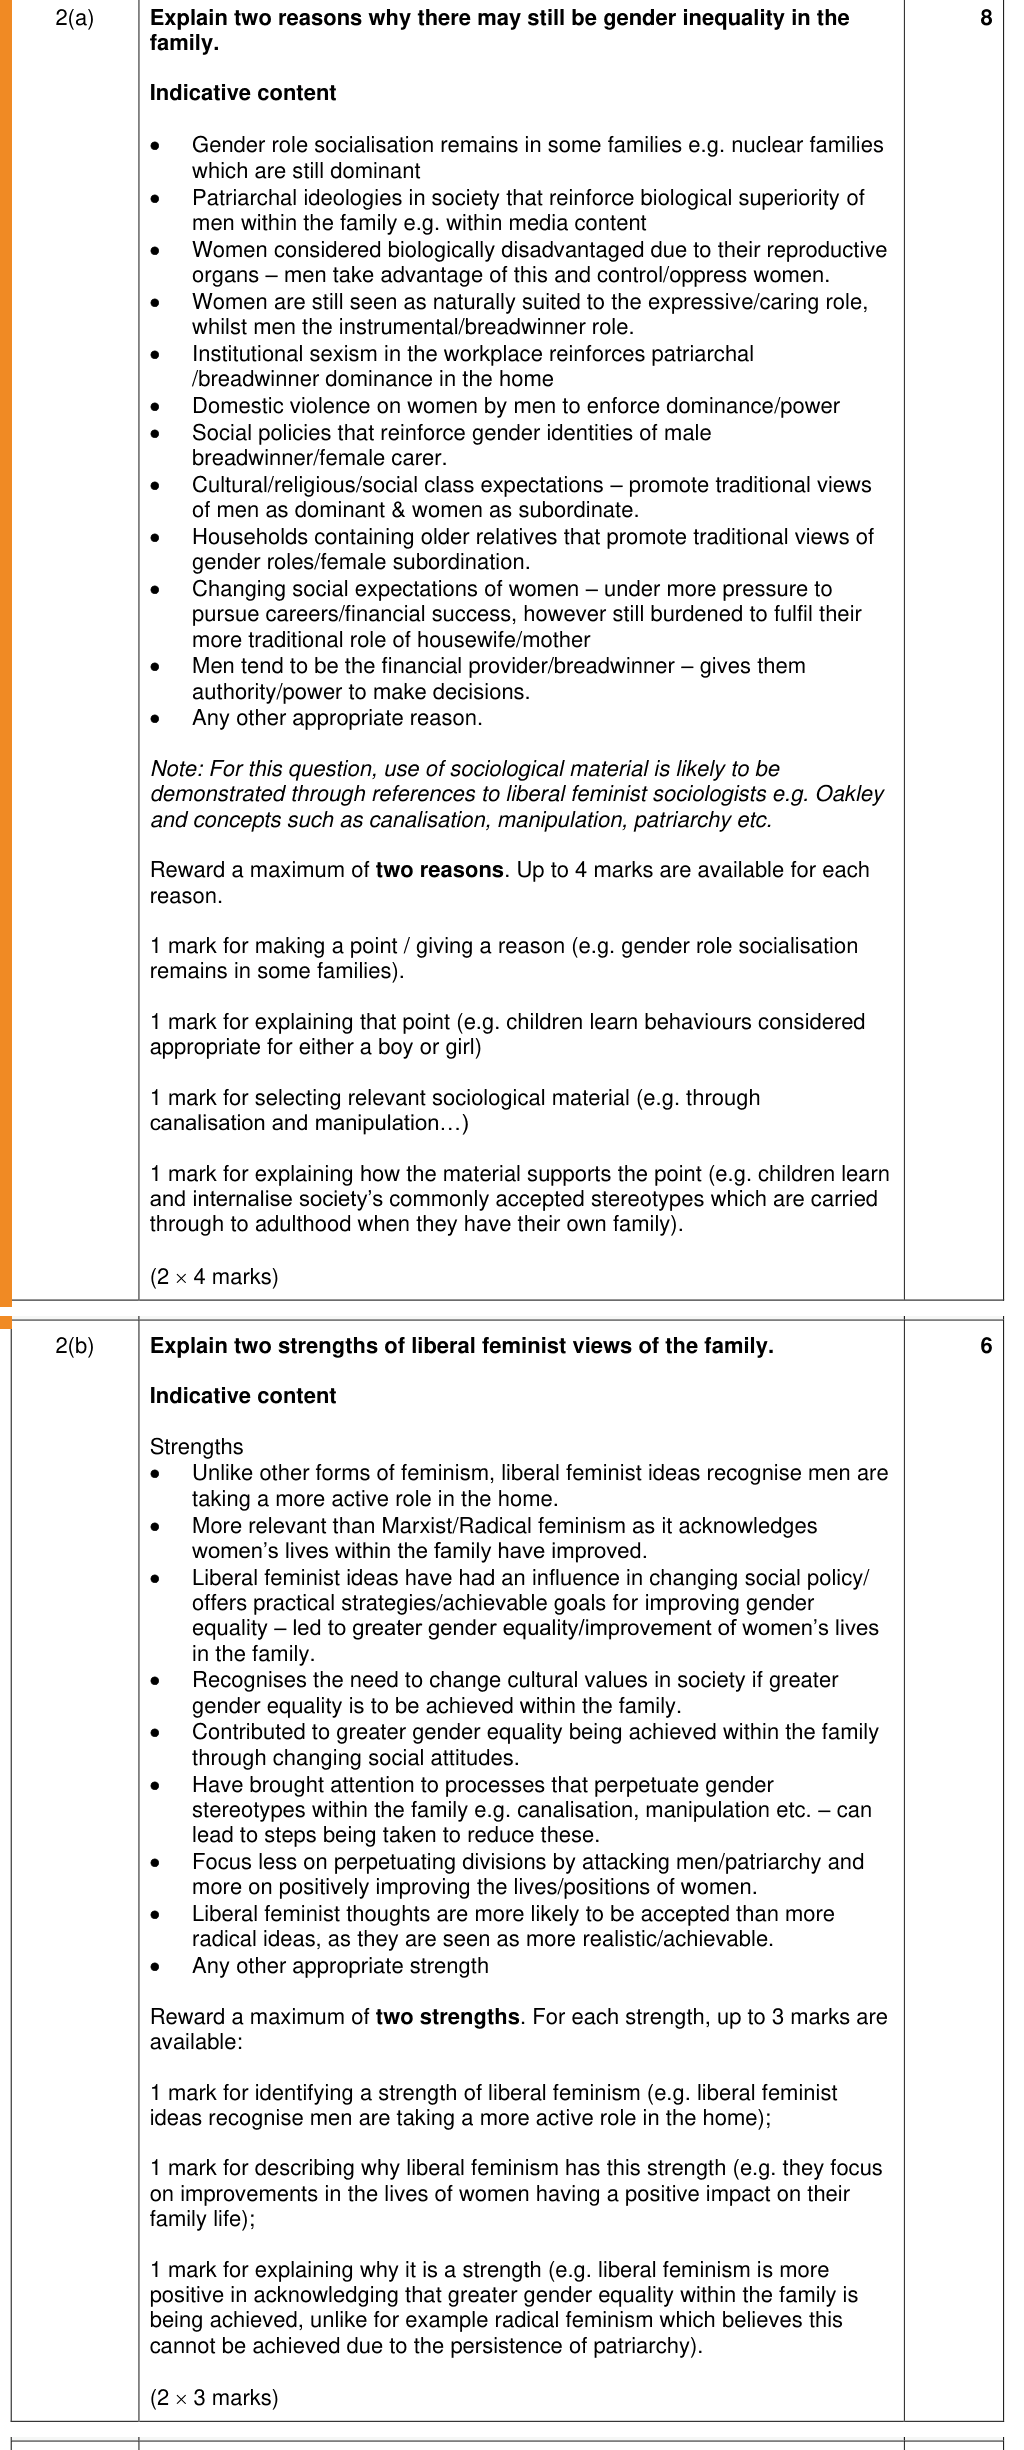 2(a)
Explain two reasons why there may still be gender inequality in the
family.
8
Indicative content
• Gender role socialisation remains in some families e.g. nuclear families
which are still dominant
• Patriarchal ideologies in society that reinforce biological superiority of
men within the family e.g. within media content
• Women considered biologically disadvantaged due to their reproductive
organs – men take advantage of this and control/oppress women.
• Women are still seen as naturally suited to the expressive/caring role,
whilst men the instrumental/breadwinner role.
• Institutional sexism in the workplace reinforces patriarchal
/breadwinner dominance in the home
• Domestic violence on women by men to enforce dominance/power
• Social policies that reinforce gender identities of male
breadwinner/female carer.
• Cultural/religious/social class expectations – promote traditional views
of men as dominant & women as subordinate.
• Households containing older relatives that promote traditional views of
gender roles/female subordination.
• Changing social expectations of women – under more pressure to
pursue careers/financial success, however still burdened to fulfil their
more traditional role of housewife/mother
• Men tend to be the financial provider/breadwinner – gives them
authority/power to make decisions.
• Any other appropriate reason.
Note: For this question, use of sociological material is likely to be
demonstrated through references to liberal feminist sociologists e.g. Oakley
and concepts such as canalisation, manipulation, patriarchy etc.
Reward a maximum of two reasons. Up to 4 marks are available for each
reason.
1 mark for making a point / giving a reason (e.g. gender role socialisation
remains in some families).
1 mark for explaining that point (e.g. children learn behaviours considered
appropriate for either a boy or girl)
1 mark for selecting relevant sociological material (e.g. through
canalisation and manipulation…)
1 mark for explaining how the material supports the point (e.g. children learn
and internalise society’s commonly accepted stereotypes which are carried
through to adulthood when they have their own family).
(2 × 4 marks)
2(b)
Explain two strengths of liberal feminist views of the family.
6
Indicative content
Strengths
• Unlike other forms of feminism, liberal feminist ideas recognise men are
taking a more active role in the home.
• More relevant than Marxist/Radical feminism as it acknowledges
women’s lives within the family have improved.
• Liberal feminist ideas have had an influence in changing social policy/
offers practical strategies/achievable goals for improving gender
equality – led to greater gender equality/improvement of women’s lives
in the family.
• Recognises the need to change cultural values in society if greater
gender equality is to be achieved within the family.
• Contributed to greater gender equality being achieved within the family
through changing social attitudes.
• Have brought attention to processes that perpetuate gender
stereotypes within the family e.g. canalisation, manipulation etc. – can
lead to steps being taken to reduce these.
• Focus less on perpetuating divisions by attacking men/patriarchy and
more on positively improving the lives/positions of women.
• Liberal feminist thoughts are more likely to be accepted than more
radical ideas, as they are seen as more realistic/achievable.
• Any other appropriate strength
Reward a maximum of two strengths. For each strength, up to 3 marks are
available:
1 mark for identifying a strength of liberal feminism (e.g. liberal feminist
ideas recognise men are taking a more active role in the home);
1 mark for describing why liberal feminism has this strength (e.g. they focus
on improvements in the lives of women having a positive impact on their
family life);
1 mark for explaining why it is a strength (e.g. liberal feminism is more
positive in acknowledging that greater gender equality within the family is
being achieved, unlike for example radical feminism which believes this
cannot be achieved due to the persistence of patriarchy).
(2 × 3 marks)